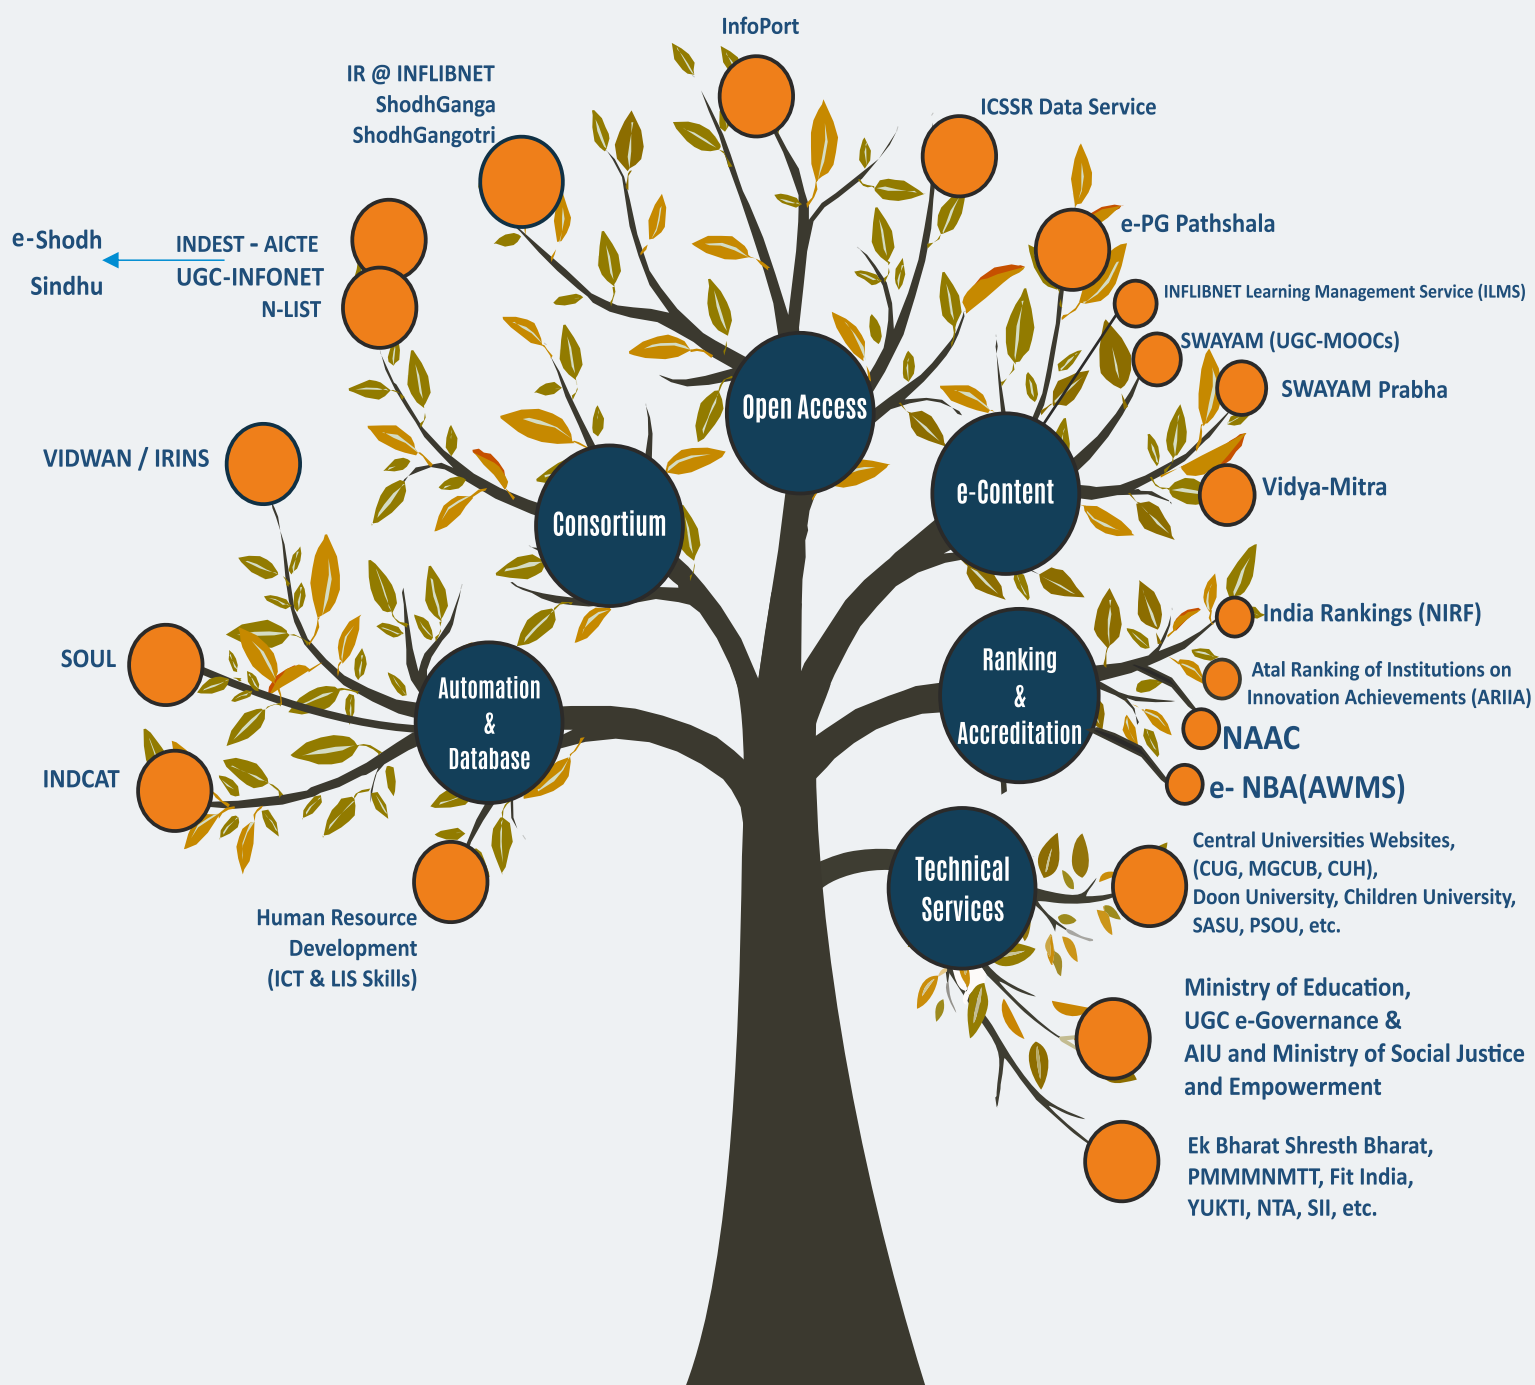 InfoPort
IR @ INFLIBNET
ShodhGanga
ShodhGangotri
ICSSR Data Service
e-Shodh
Sindhu
INDEST - AICTE
UGC-INFONET
N-LIST
e-PG Pathshala
INFLIBNET Learning Management Service (ILMS)
SWAYAM (UGC-MOOCs)
SWAYAM Prabha
Vidya-Mitra
Open Access
e-Content
Consortium
VIDWAN / IRINS
SOUL
INDCAT
Automation
&
Database
Human Resource
Development
(ICT & LIS Skills)
Ranking
&
Accreditation
India Rankings (NIRF)
Atal Ranking of Institutions on
Innovation Achievements (ARIIA)
NAAC
e- NBA(AWMS)
Technical
Services
Central Universities Websites,
(CUG, MGCUB, CUH),
Doon University, Children University,
SASU, PSOU, etc.
Ministry of Education,
UGC e-Governance &
AIU and Ministry of Social Justice
and Empowerment
Ek Bharat Shresth Bharat,
PMMMNMTT, Fit India,
YUKTI, NTA, SII, etc.